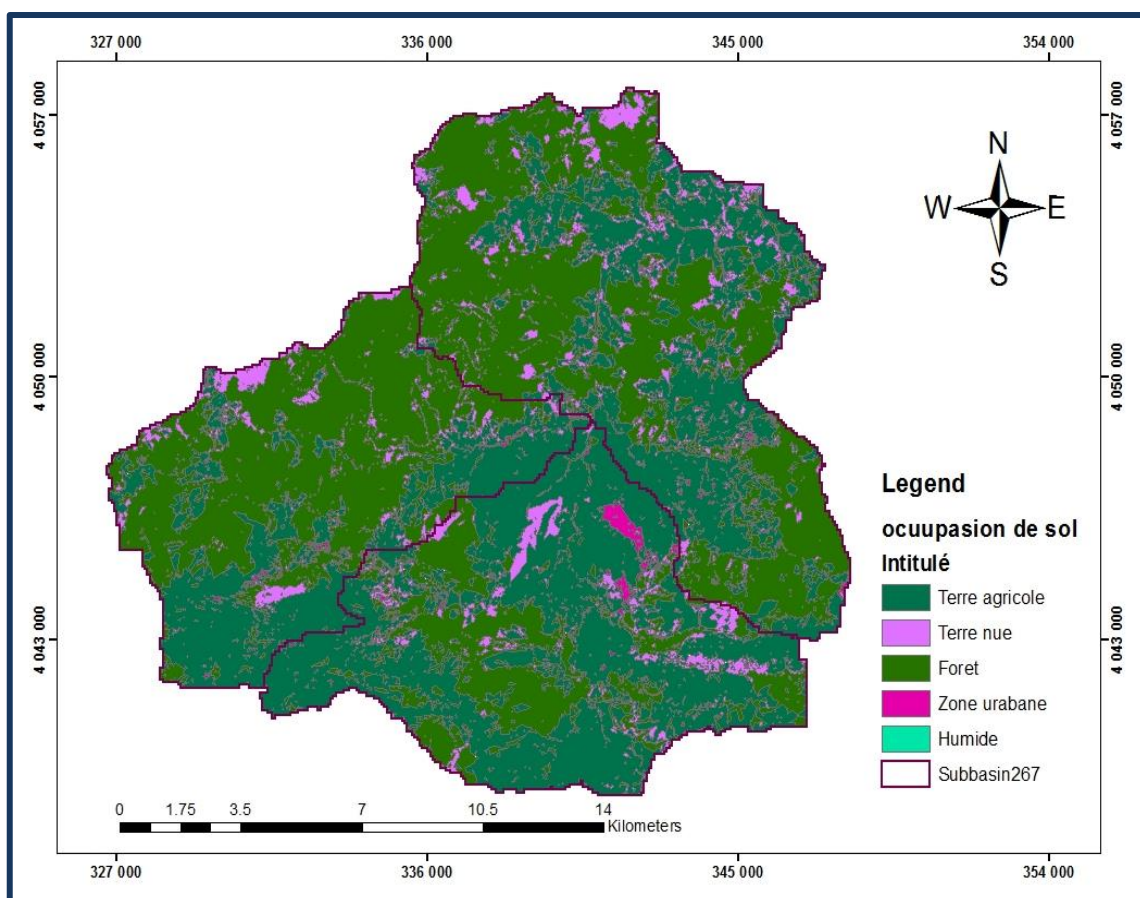 327 000 336 000 345 000 354 000
4 057 000 4 057 000
N
W E
S
4 050 000 4 050 000
Legend
ocuupasion de sol
Intitulé
Terre agricole
Terre nue
4 043 000 4 043 000
Foret
Zone urabane
Humide
Subbasin267
0 1.75 3.5 7 10.5 14
Kilometers
327 000 336 000 345 000 354 000